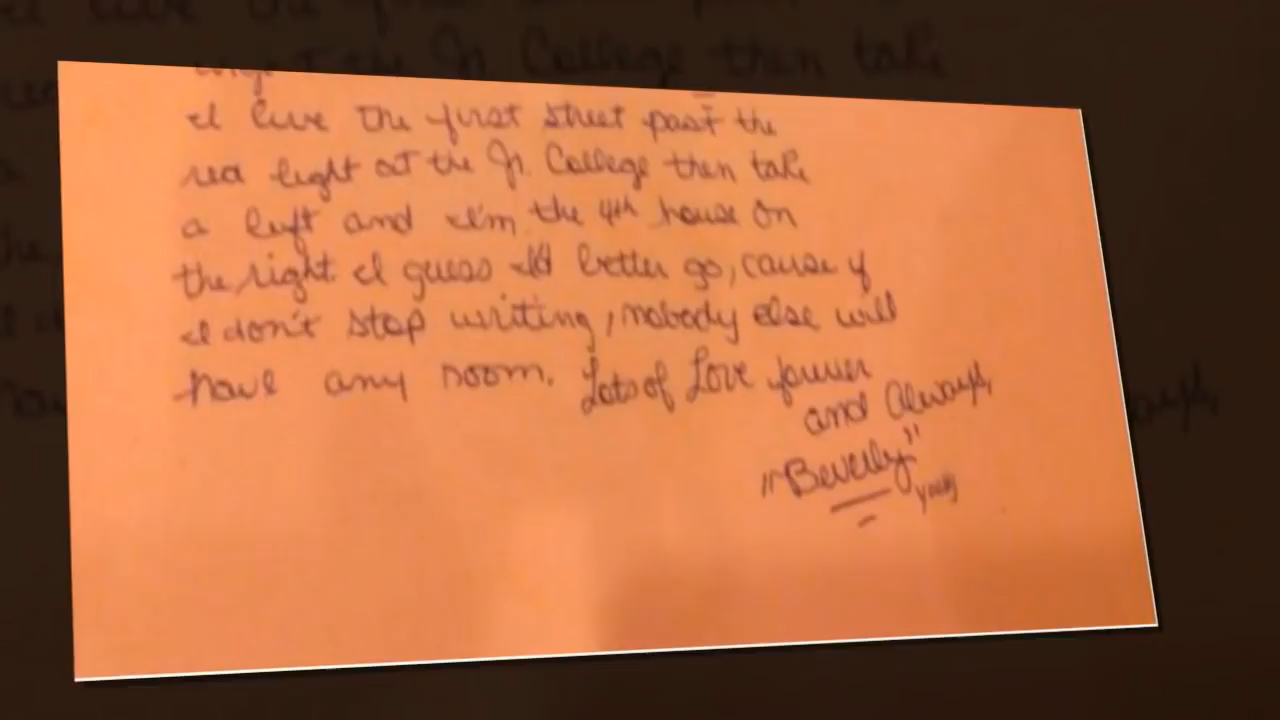 I live the first street past the
red light at the Jr. College then take
a left and I'm the 4th house on
the right. I guess I'd better go, cause if
I don't stop writing, nobody else will
have any room. Lots of Love forever
and Always,
"Beverly"